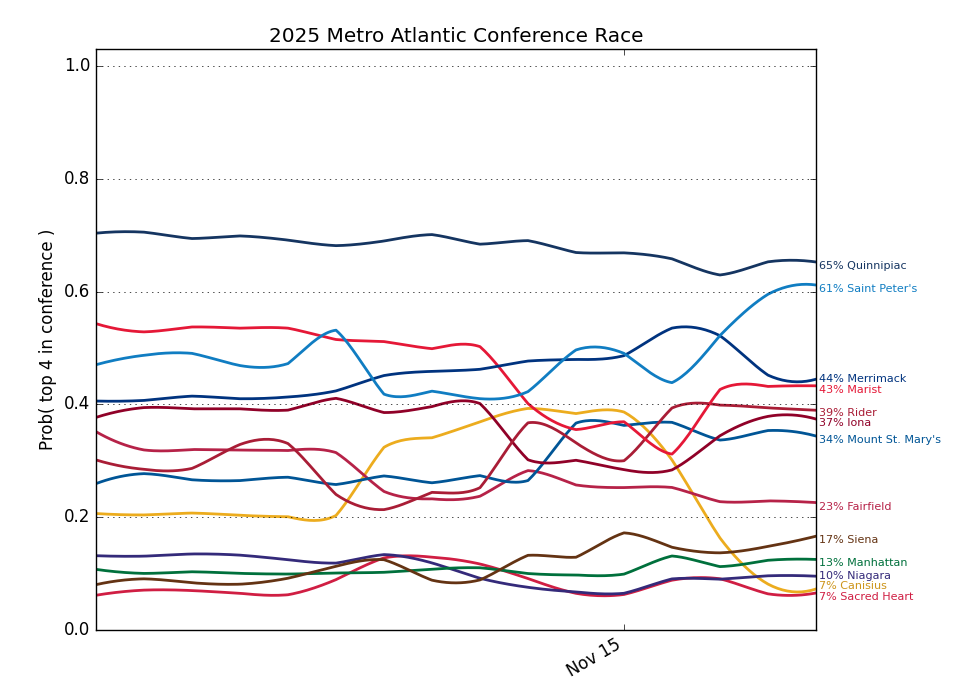 2025 Metro Atlantic Conference Race
Prob( top 4 in conference )
1.0
0.8
0.6
0.4
0.2
0.0
Nov 15
65% Quinnipiac
61% Saint Peter's
44% Merrimack
43% Marist
39% Rider
37% Iona
34% Mount St. Mary's
23% Fairfield
17% Siena
13% Manhattan
10% Niagara
7% Canisius
7% Sacred Heart